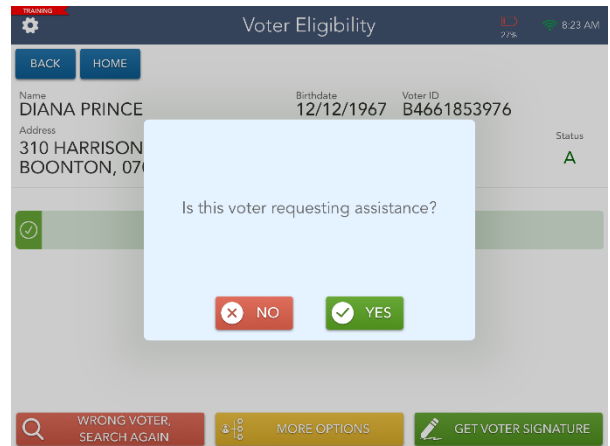 TRAINING
Voter Eligibility
27%
8:23 AM
BACK
HOME
Name
DIANA PRINCE
Birthdate
12/12/1967
Voter ID
B4661853976
Address
310 HARRISON
BOONTON,
Status
A
Is this voter requesting assistance?
NO
YES
WRONG VOTER,
SEARCH AGAIN
MORE OPTIONS
GET VOTER SIGNATURE